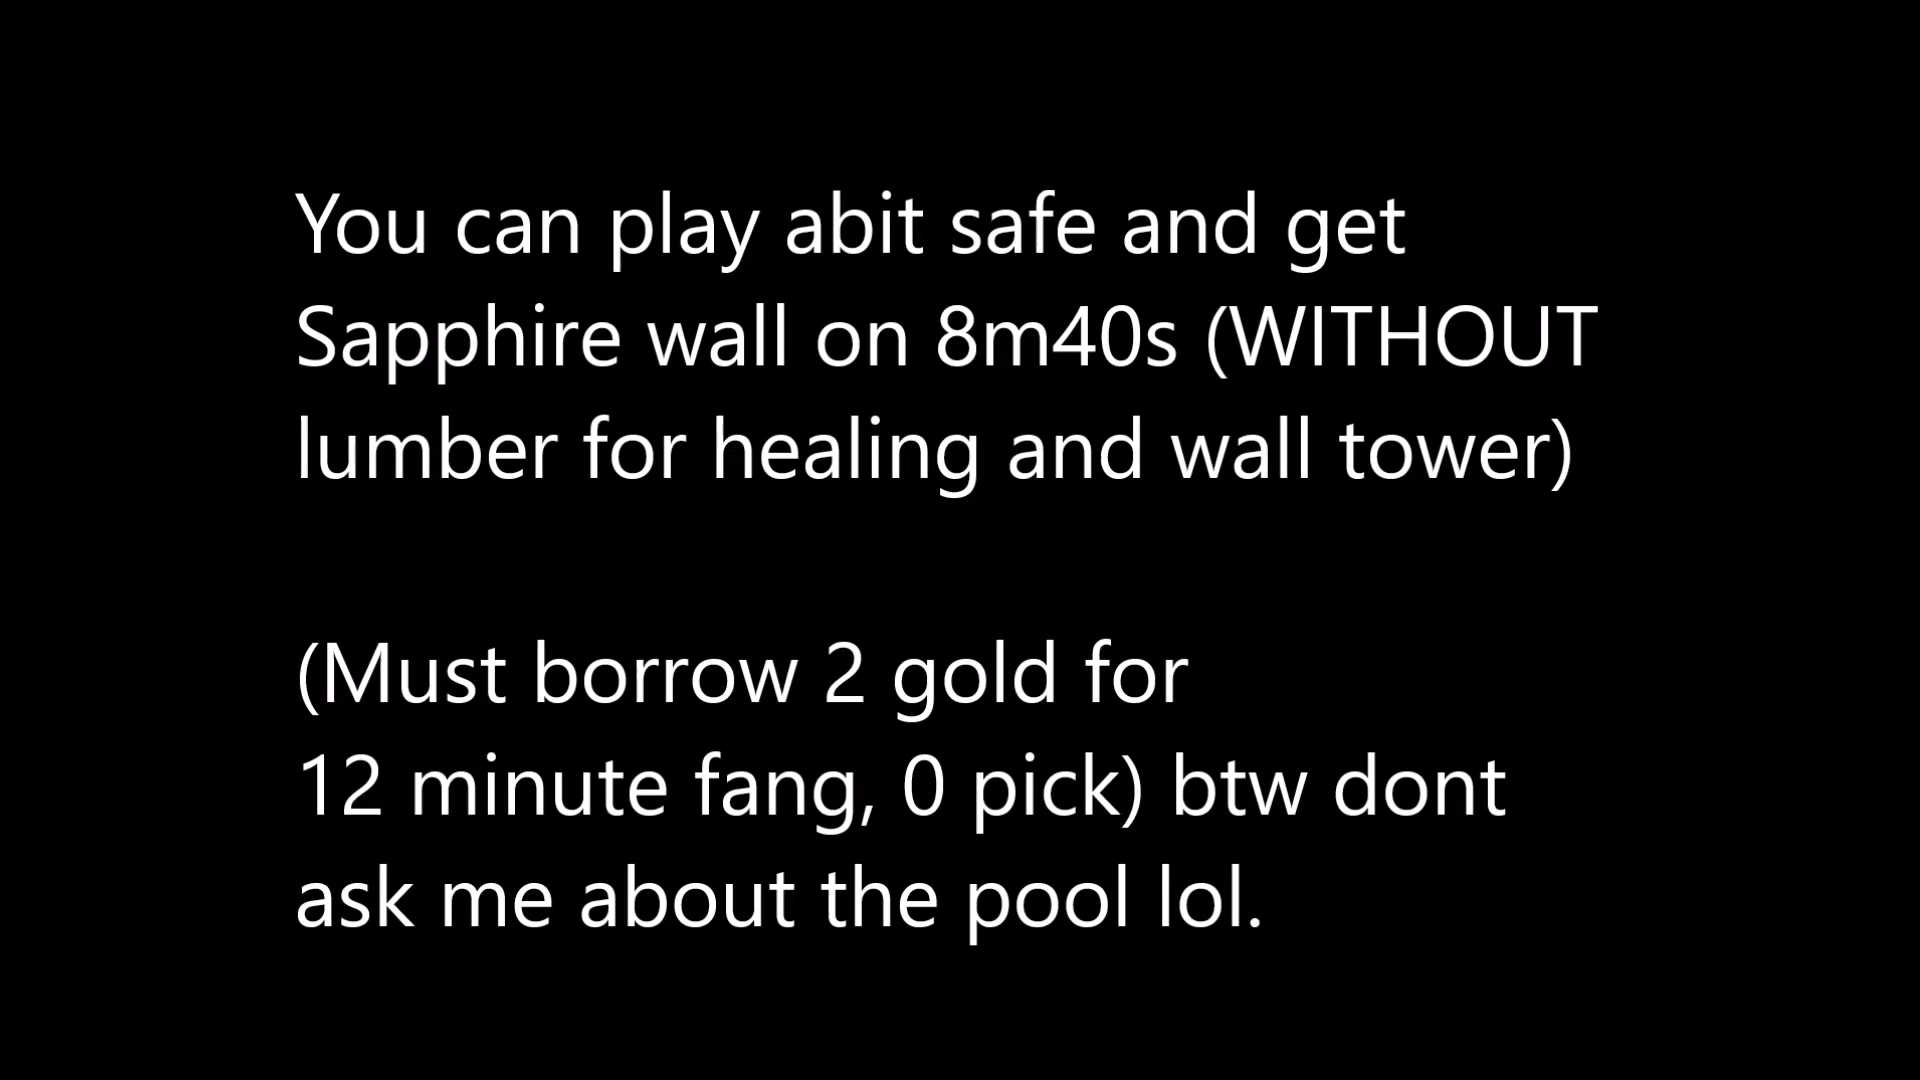 You can play abit safe and get
Sapphire wall on 8m40s (WITHOUT
lumber for healing and wall tower)
(Must borrow 2 gold for
12 minute fang, 0 pick) btw dont
ask me about the pool lol.